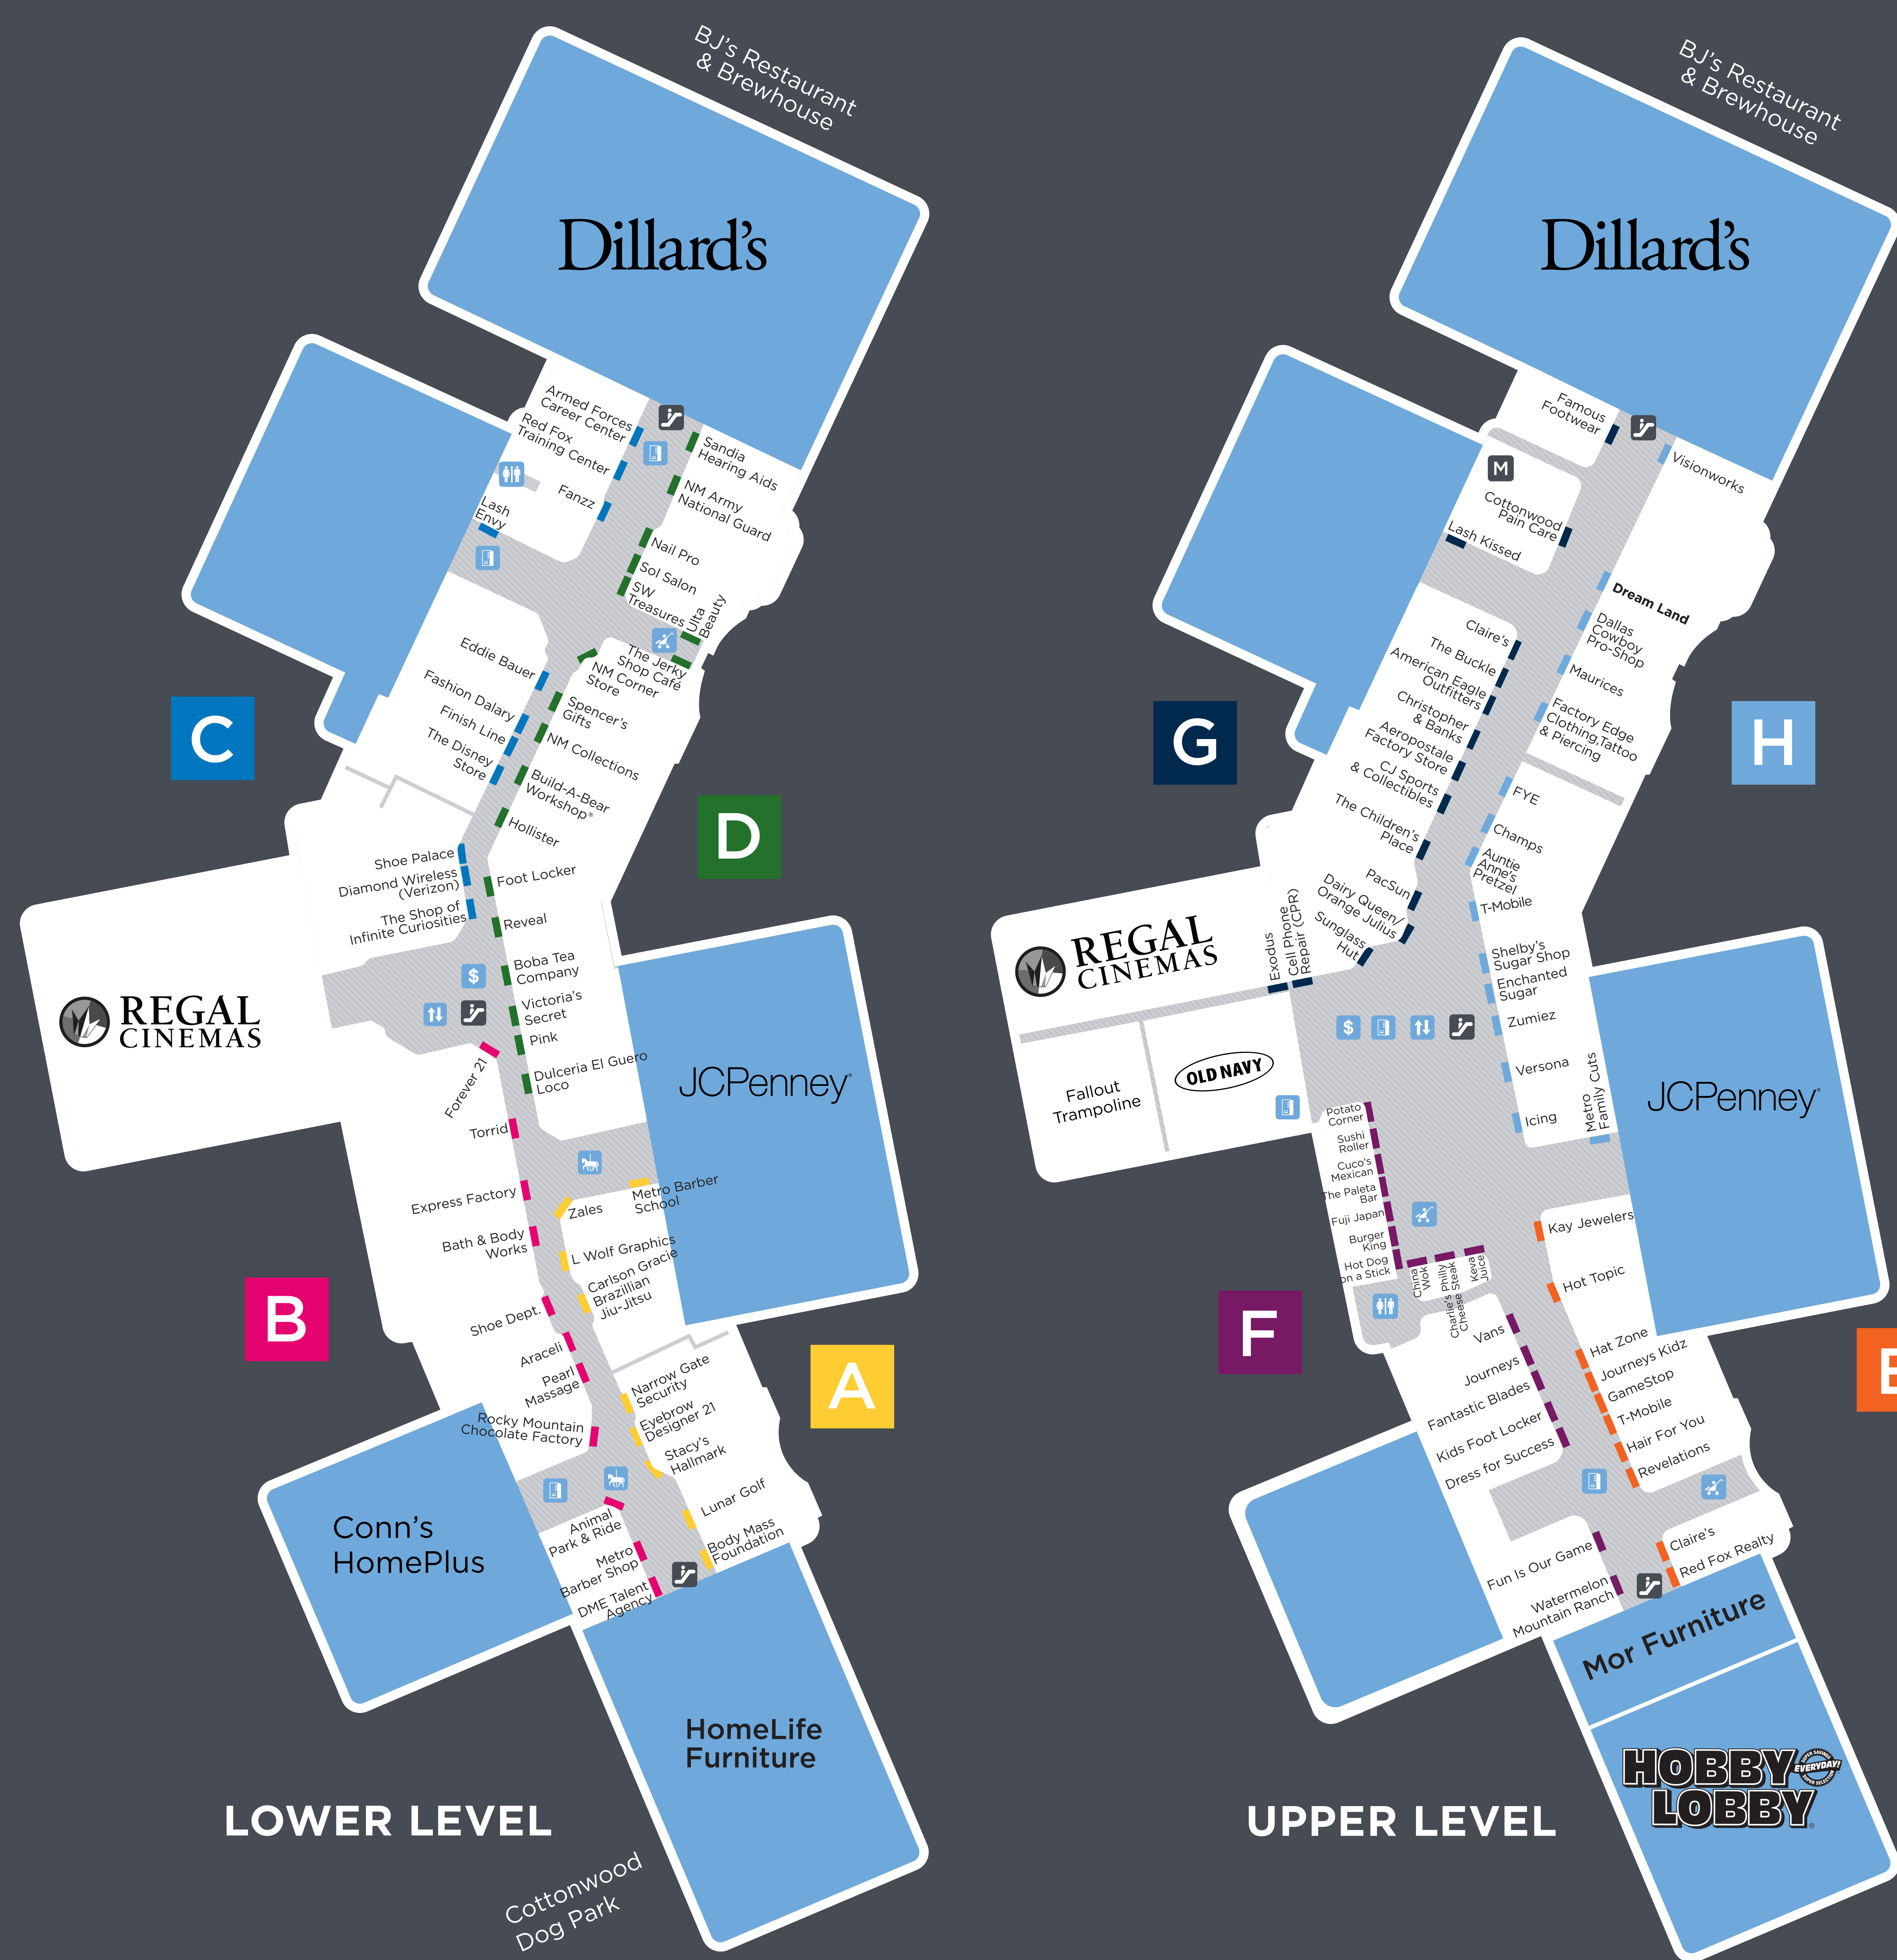 BJ's Restaurant
& Brewhouse
Dillard's
Armed Forces
Career Center
Red Fox
Training Center
Fanzz
Lash
Envy
Sandia
Hearing Aids
NM Army
National Guard
Nail Pro
Sol Salon
SW
Treasures
Ulta
Beauty
The Jerky
Shop Café
NM Corner
Store
Eddie Bauer
Fashion Dalary
Finish Line
The Disney
Store
Spencer's
Gifts
NM Collections
Build-A-Bear
Workshop®
Hollister
C
D
Shoe Palace
Diamond Wireless
(Verizon)
The Shop of
Infinite Curiosities
Foot Locker
Reveal
Boba Tea
Company
Victoria's
Secret
Pink
Dulceria El Guero
Loco
$
REGAL
CINEMAS
JCPenney®
Forever 21
Torrid
Express Factory
Bath & Body
Works
Shoe Dept.
Araceli
Pearl
Massage
Rocky Mountain
Chocolate Factory
Metro Barber
School
Zales
L Wolf Graphics
Carlson Gracie
Brazillian
Jiu-Jitsu
B
A
Narrow Gate
Security
Eyebrow
Designer 21
Stacy's
Hallmark
Lunar Golf
Body Mass
Foundation
Animal
Park & Ride
Metro
Barber Shop
DME Talent
Agency
Conn's
HomePlus
HomeLife
Furniture
LOWER LEVEL
Cottonwood
Dog Park
BJ's Restaurant
& Brewhouse
Dillard's
Famous
Footwear
M
Cottonwood
Pain Care
Lash Kissed
Visionworks
Dream Land
Dallas
Cowboy
Pro-Shop
Maurices
Factory Edge
Clothing,Tattoo
& Piercing
Claire's
The Buckle
American Eagle
Outfitters
Christopher
& Banks
Aeropostale
Factory Store
CJ Sports
& Collectibles
The Children's
Place
PacSun
Dairy Queen/
Orange Julius
Sunglass
Hut
Exodus
Cell Phone
Repair (CPR)
G
H
FYE
Champs
Auntie
Anne's
Pretzel
T-Mobile
Shelby's
Sugar Shop
Enchanted
Sugar
Zumiez
Versona
Icing
Metro
Family Cuts
REGAL
CINEMAS
Fallout
Trampoline
OLD NAVY
$
JCPenney®
Potato
Corner
Sushi
Roller
Cuco's
Mexican
The Paleta
Bar
Fuji Japan
Burger
King
Hot Dog
on a Stick
China
Wok
Charlie's Philly
Cheese Steak
Keva
Juice
F
E
Kay Jewelers
Hot Topic
Hat Zone
Journeys Kidz
GameStop
T-Mobile
Hair For You
Revelations
Vans
Journeys
Fantastic Blades
Kids Foot Locker
Dress for Success
Fun Is Our Game
Watermelon
Mountain Ranch
Claire's
Red Fox Realty
Mor Furniture
HOBBY
LOBBY®
SUPER SAVINGS
EVERYDAY!
SUPER SELECTION
UPPER LEVEL